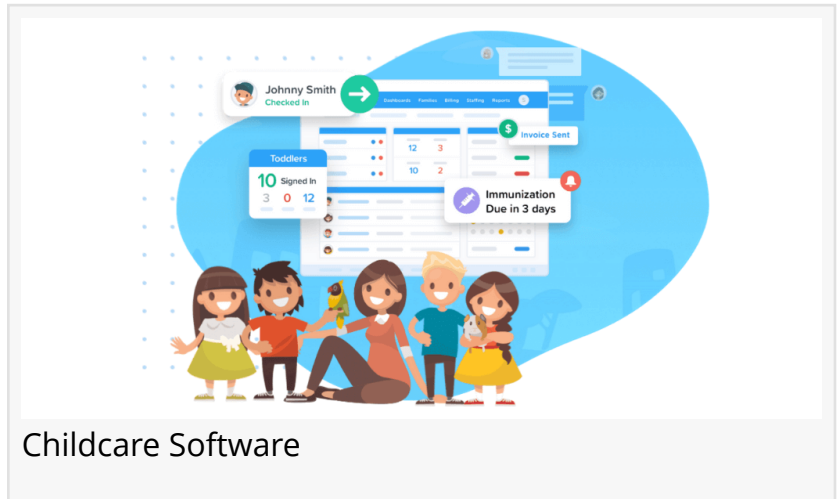 Johnny Smith
Checked In
Dashboards Families Billing Staffing Reports
$
Invoice Sent
12 3
10 2
Toddlers
10 Signed In
3 0 12
Immunization
Due in 3 days
Childcare Software